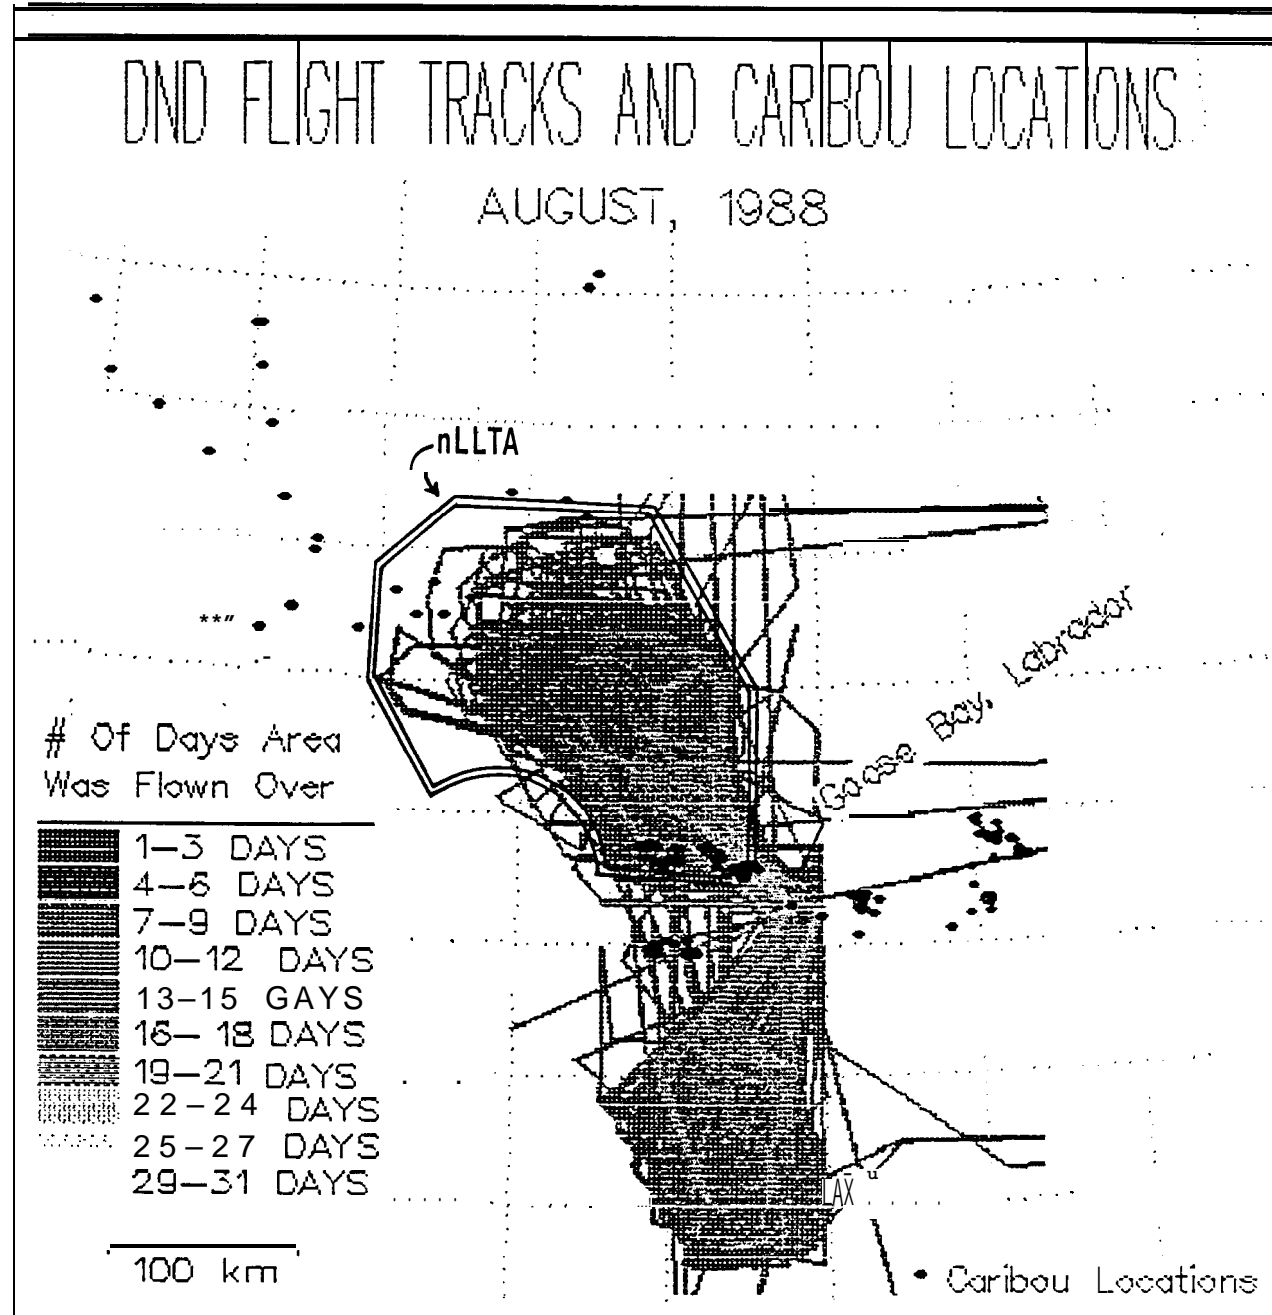 DND FLIGHT TRACKS AND CARIBOU LOCATIONS
AUGUST, 1988
nLLTA
**"
Goose Bay, Labrador
# Of Days Area
Was Flown Over
1-3 DAYS
4-6 DAYS
7-9 DAYS
10-12 DAYS
13-15 GAYS
16- 18 DAYS
19-21 DAYS
22-24 DAYS
25-27 DAYS
29-31 DAYS
LAX
u
100 km
Caribou Locations